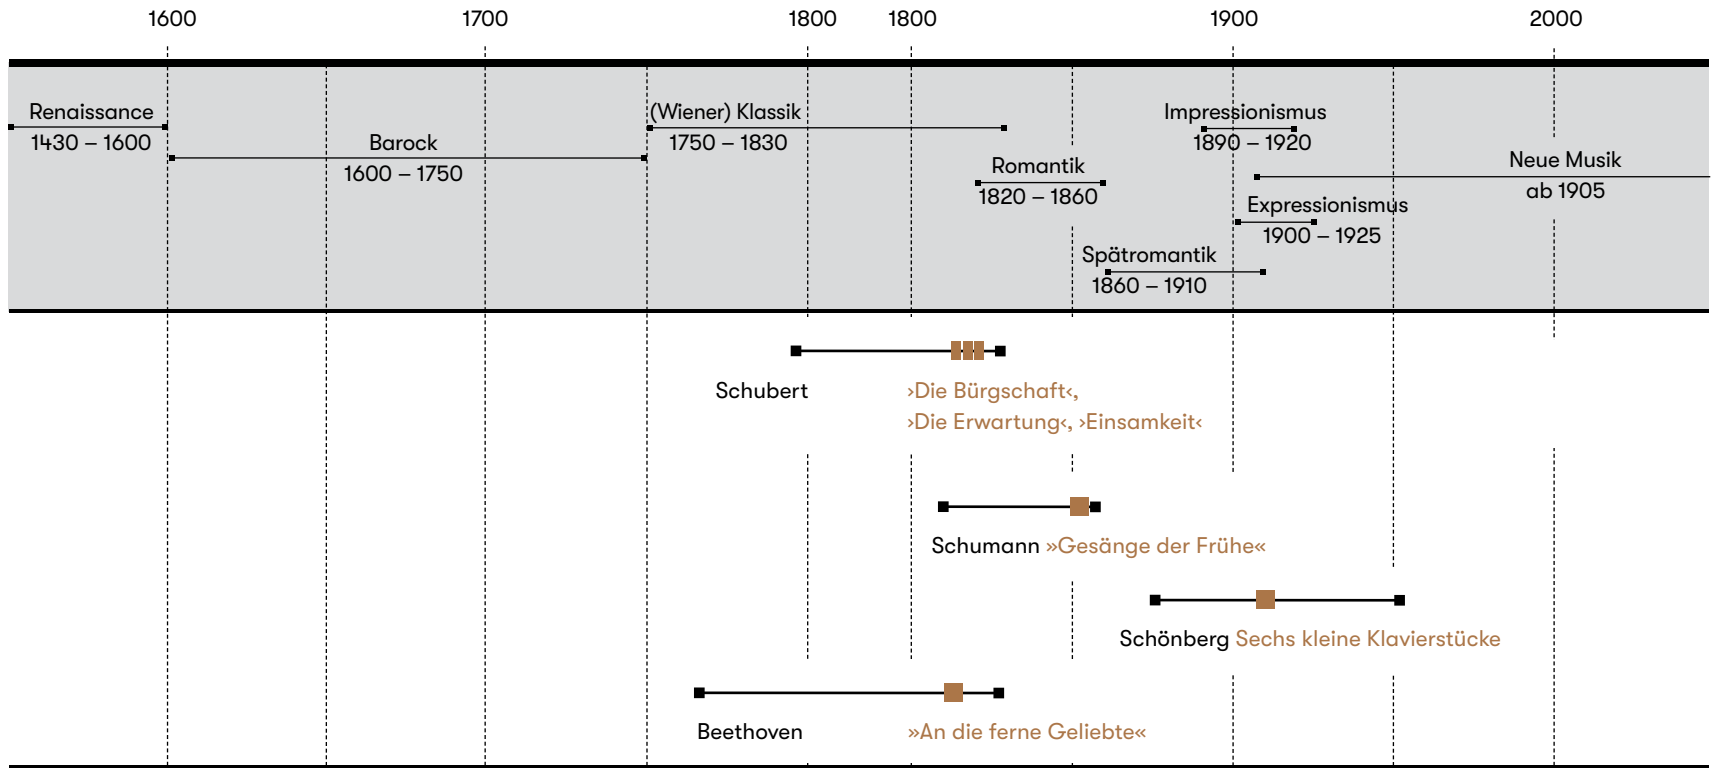 1600 1700 1800 1800 1900 2000
Renaissance
1430 – 1600
Barock
1600 – 1750
(Wiener) Klassik
1750 – 1830
Romantik
1820 – 1860
Spätromantik
1860 – 1910
Impressionismus
1890 – 1920
Expressionismus
1900 – 1925
Neue Musik
ab 1905
Schubert
›Die Bürgschaft‹,
›Die Erwartung‹, ›Einsamkeit‹
Schumann »Gesänge der Frühe«
Schönberg Sechs kleine Klavierstücke
Beethoven
»An die ferne Geliebte«